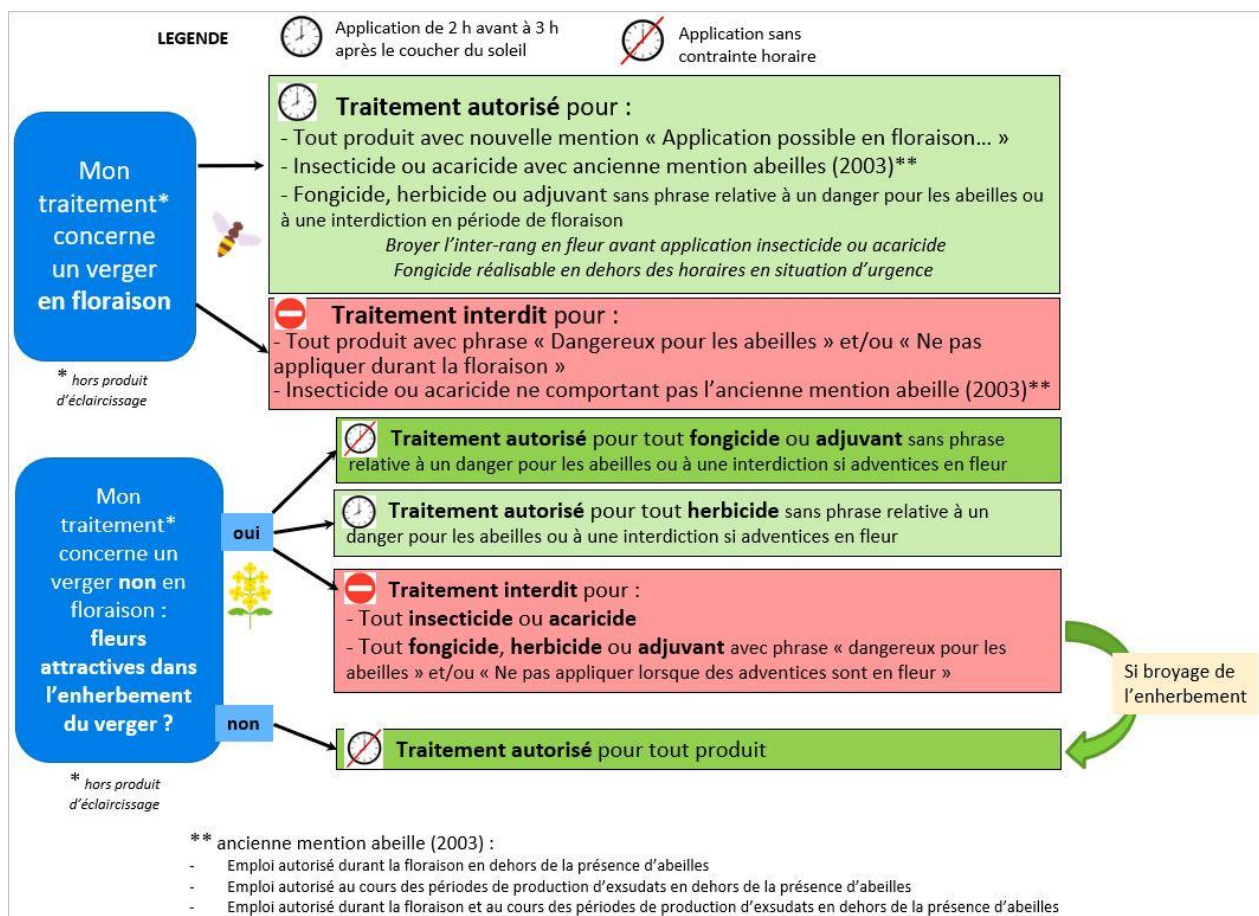 LEGENDE
Application de 2 h avant à 3 h
après le coucher du soleil
Application sans
contrainte horaire
Mon
traitement*
concerne
un verger
en floraison
* hors produit
d'éclaircissage
Traitement autorisé pour :
- Tout produit avec nouvelle mention « Application possible en floraison... »
- Insecticide ou acaricide avec ancienne mention abeilles (2003)**
- Fongicide, herbicide ou adjuvant sans phrase relative à un danger pour les abeilles ou
à une interdiction en période de floraison
Broyer l'inter-rang en fleur avant application insecticide ou acaricide
Fongicide réalisable en dehors des horaires en situation d'urgence
Traitement interdit pour :
- Tout produit avec phrase « Dangereux pour les abeilles » et/ou « Ne pas
appliquer durant la floraison »
- Insecticide ou acaricide ne comportant pas l'ancienne mention abeille (2003)**
Mon
traitement*
concerne un
verger non en
floraison :
fleurs
attractives dans
l'enherbement
du verger ?
* hors produit
d'éclaircissage
oui
Traitement autorisé pour tout fongicide ou adjuvant sans phrase
relative à un danger pour les abeilles ou à une interdiction si adventices en fleur
Traitement autorisé pour tout herbicide sans phrase relative à un
danger pour les abeilles ou à une interdiction si adventices en fleur
Traitement interdit pour :
- Tout insecticide ou acaricide
- Tout fongicide, herbicide ou adjuvant avec phrase « dangereux pour les
abeilles » et/ou « Ne pas appliquer lorsque des adventices sont en fleur »
Si broyage de
l'enherbement
non
Traitement autorisé pour tout produit
** ancienne mention abeille (2003) :
- Emploi autorisé durant la floraison en dehors de la présence d'abeilles
- Emploi autorisé au cours des périodes de production d'exsudats en dehors de la présence d'abeilles
- Emploi autorisé durant la floraison et au cours des périodes de production d'exsudats en dehors de la présence d'abeilles